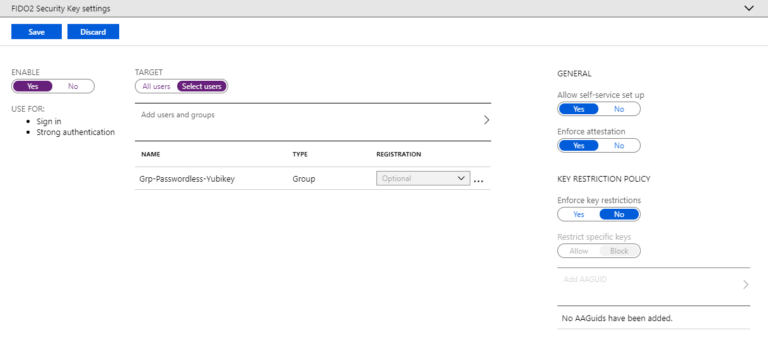 FIDO2 Security Key settings
Save
Discard
ENABLE
Yes No
USE FOR:
Sign in
Strong authentication
TARGET
All users Select users
Add users and groups
NAME TYPE REGISTRATION
Grp-Passwordless-Yubikey Group Optional ...
GENERAL
Allow self-service set up
Yes No
Enforce attestation
Yes No
KEY RESTRICTION POLICY
Enforce key restrictions
Yes No
Restrict specific keys
Allow Block
Add AAGUID
No AAGuids have been added.